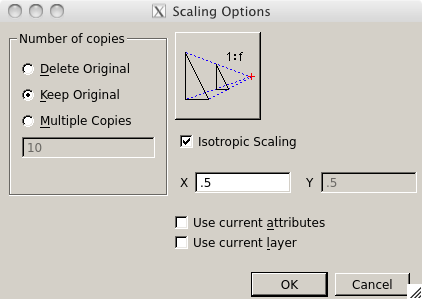 Scaling Options
Number of copies
Delete Original
Keep Original
Multiple Copies
10
1:f
Isotropic Scaling
X .5 Y .5
Use current attributes
Use current layer
OK Cancel